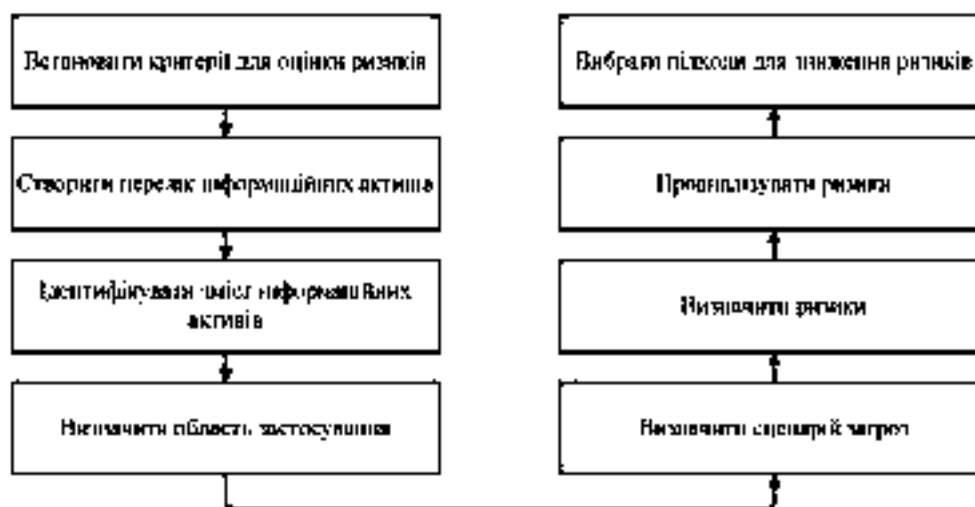 Встановити критерії для оцінки ризиків
Створити перелік інформаційних активів
Ідентифікувати вміст інформаційних
активів
Визначити область застосування
Визначити сценарій загроз
Визначити ризики
Проаналізувати ризики
Вибрати підходи для зниження ризиків